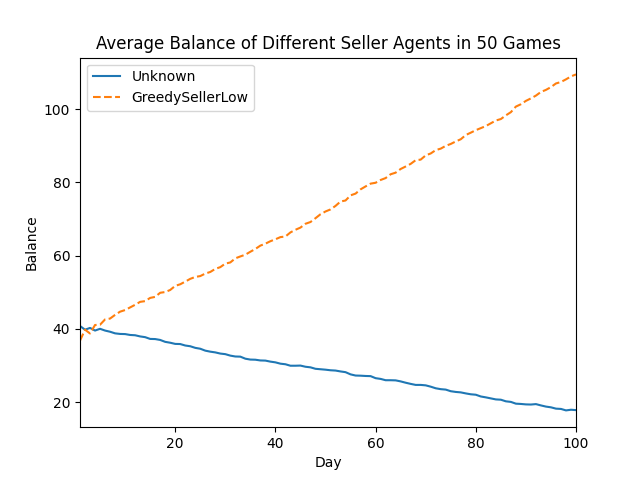 Average Balance of Different Seller Agents in 50 Games
Unknown
GreedySellerLow
100
80
60
40
20
Balance
20 40 60 80 100
Day